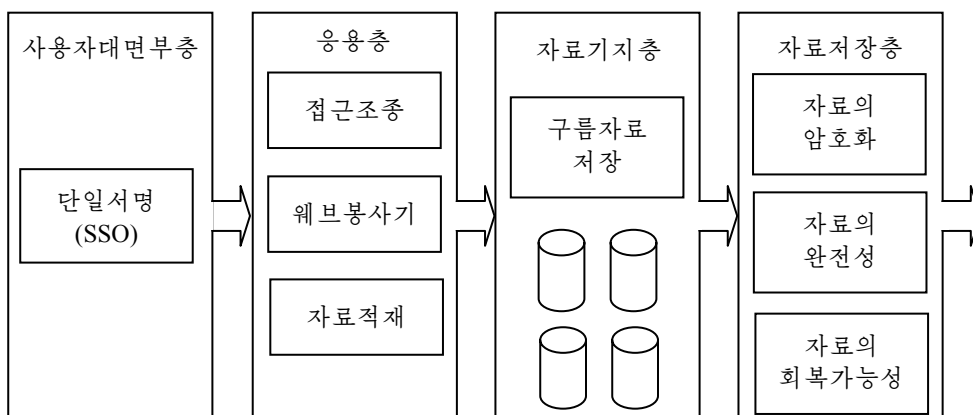 사용자대면부층
단일서명
(SSO)
응용층
접근조종
웨브봉사기
자료적재
자료기지층
구름자료
저장
자료저장층
자료의
암호화
자료의
완전성
자료의
회복가능성